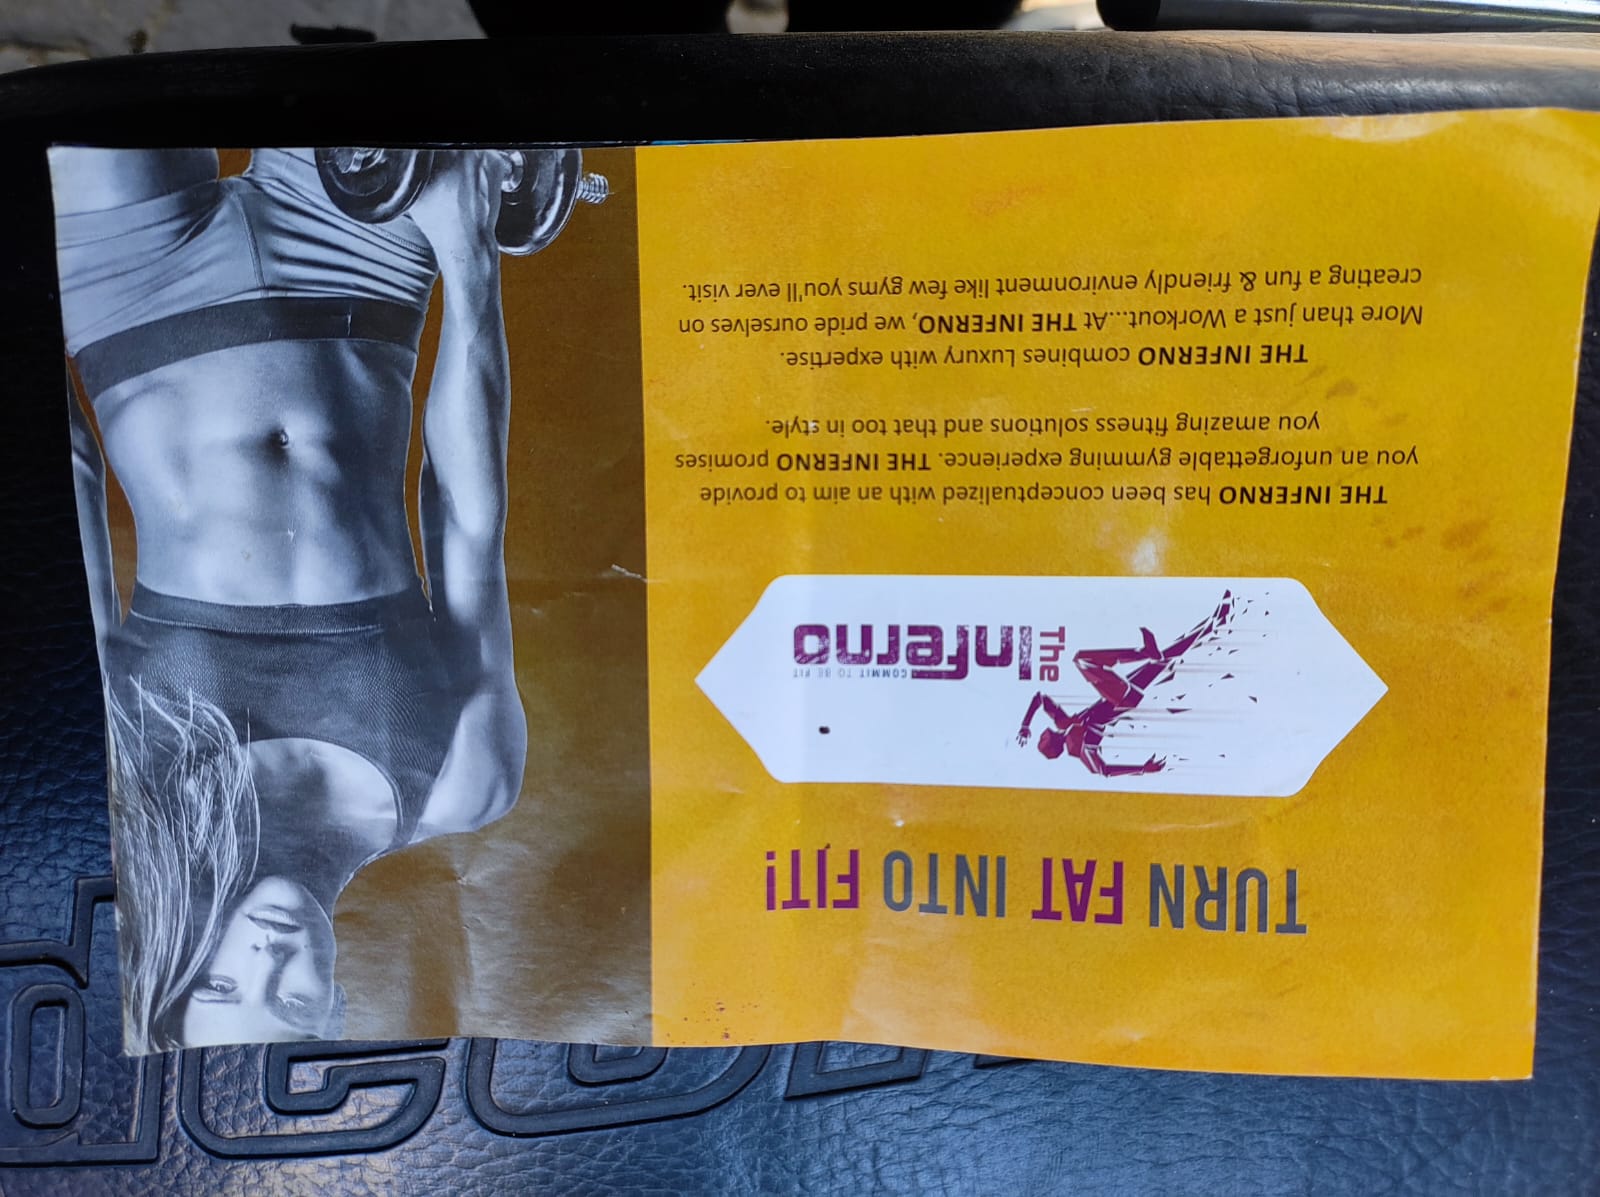 TURN FAT INTO FIT!
The Inferno
COMMIT TO BE FIT
THE INFERNO has been conceptualized with an aim to provide
you an unforgettable gymming experience. THE INFERNO promises
you amazing fitness solutions and that too in style.
THE INFERNO combines Luxury with expertise.
More than just a Workout....At THE INFERNO, we pride ourselves on
creating a fun & friendly environment like few gyms you'll ever visit.